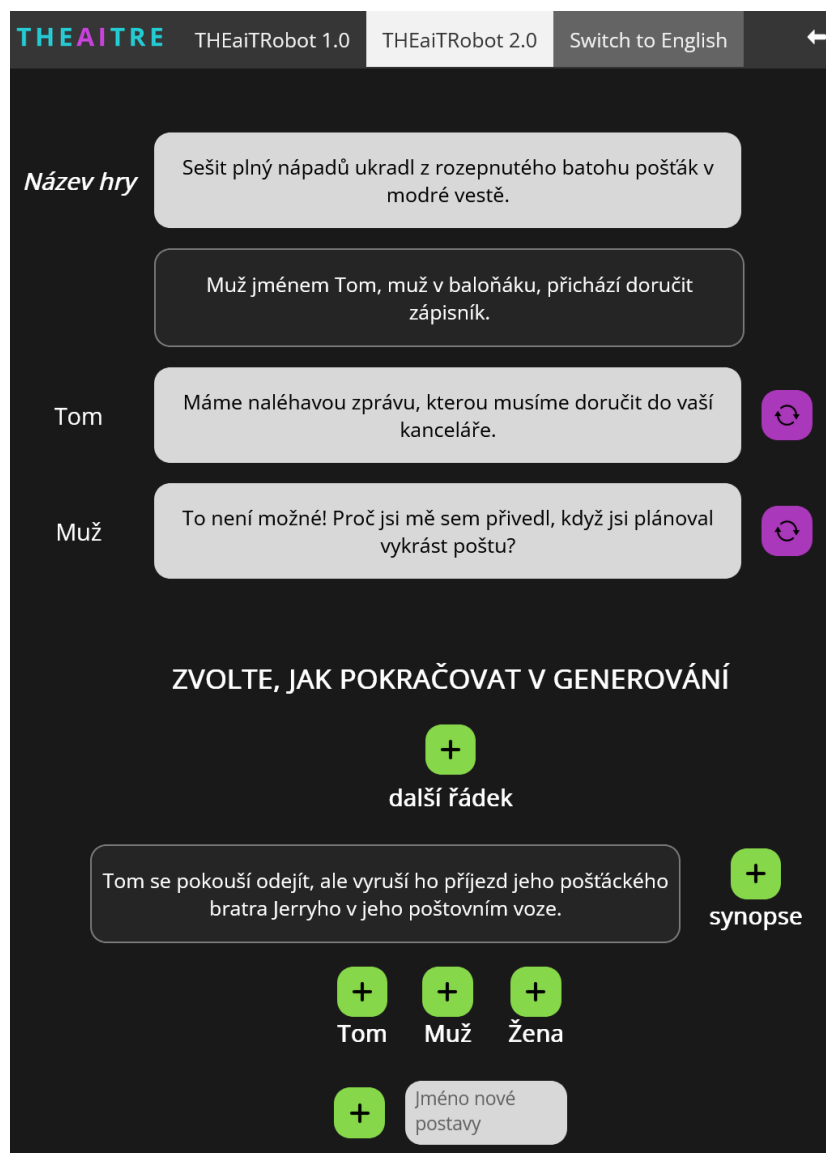 THEAITRE THEaiTRobot 1.0 THEaiTRobot 2.0 Switch to English
Název hry
Sešit plný nápadů ukradl z rozepnutého batohu pošťák v
modré vestě.
Muž jménem Tom, muž v baloňáku, přichází doručit
zápisník.
Tom
Máme naléhavou zprávu, kterou musíme doručit do vaší
kanceláře.
Muž
To není možné! Proč jsi mě sem přivedl, když jsi plánoval
vykrást poštu?
ZVOLTE, JAK POKRAČOVAT V GENEROVÁNÍ
další řádek
Tom se pokouší odejít, ale vyruší ho příjezd jeho pošťáckého
bratra Jerryho v jeho poštovním voze.
synopse
Tom Muž Žena
Jméno nové
postavy